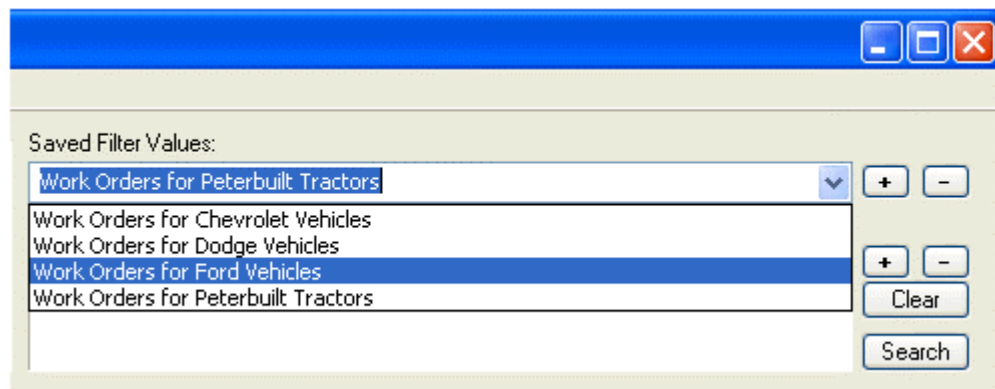 Saved Filter Values:
Work Orders for Peterbuilt Tractors
+ -
Work Orders for Chevrolet Vehicles
Work Orders for Dodge Vehicles
Work Orders for Ford Vehicles
+ -
Work Orders for Peterbuilt Tractors
Clear
Search